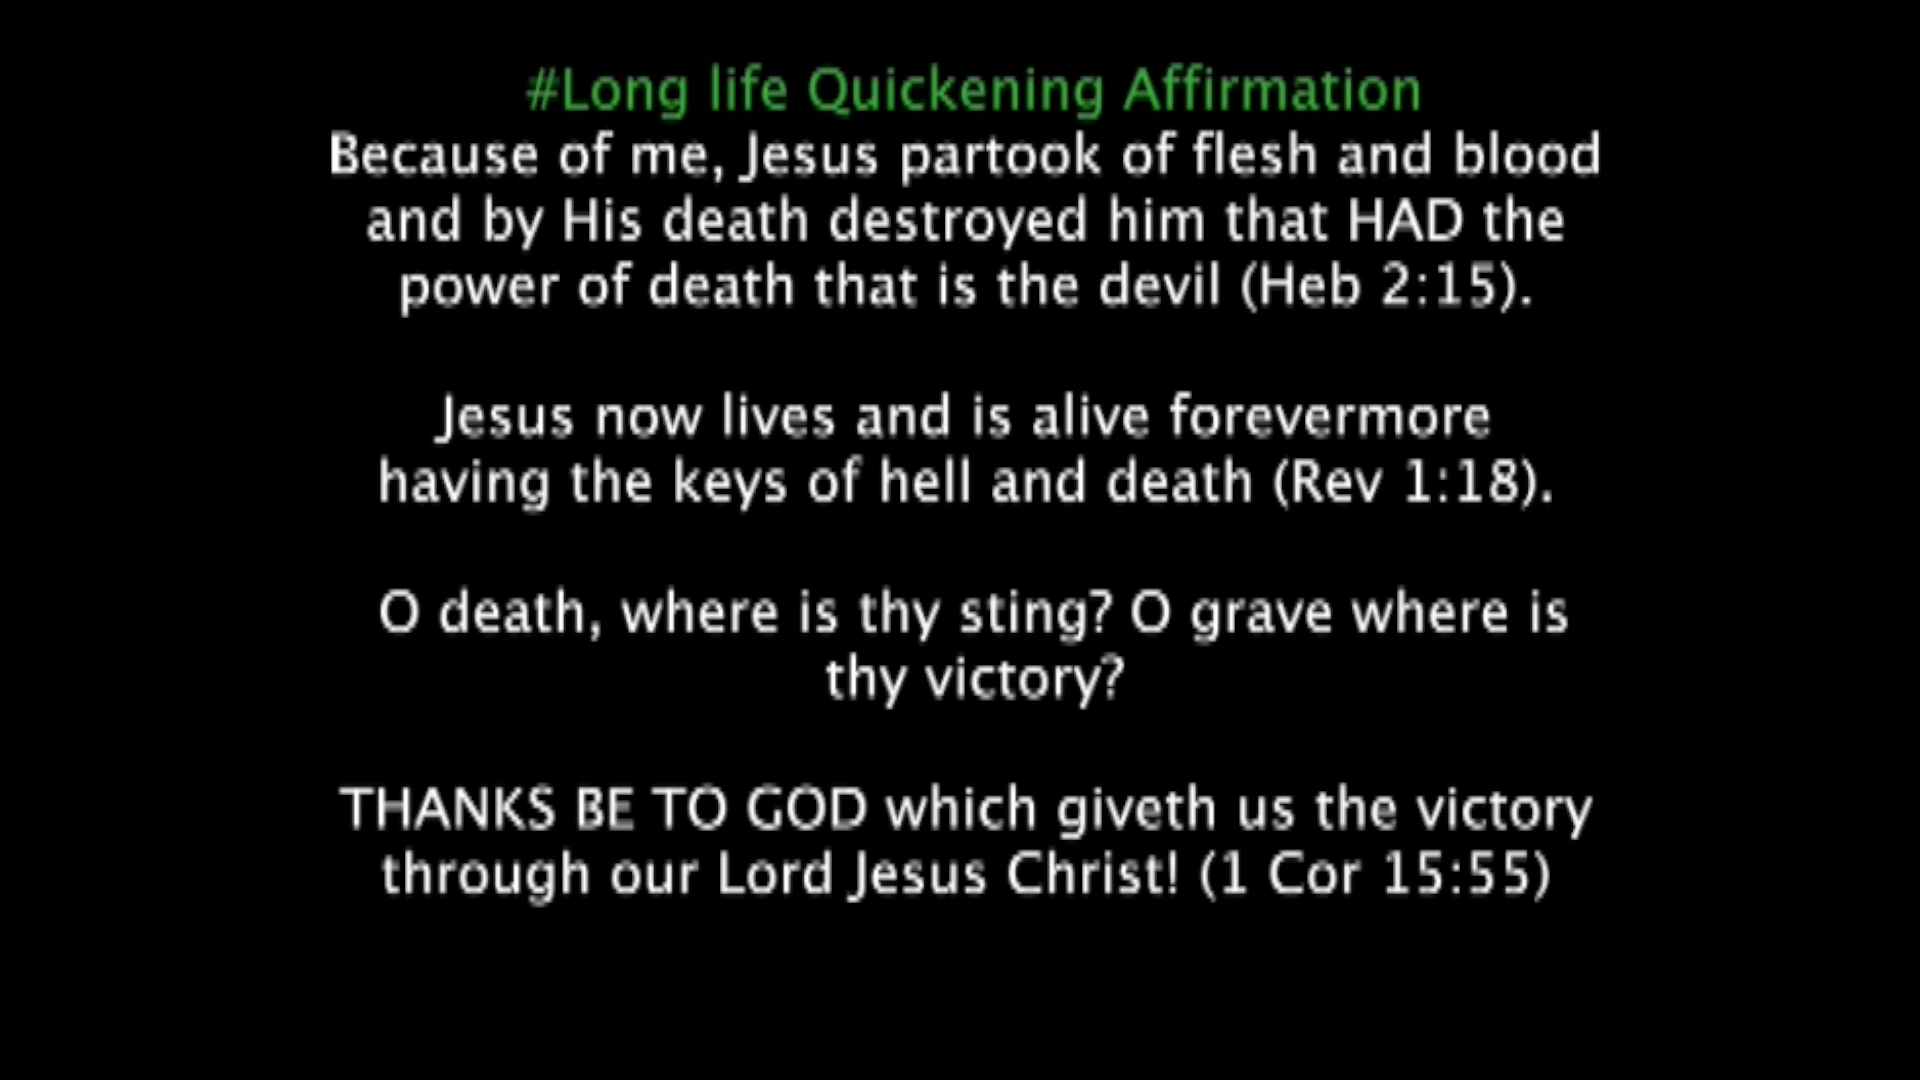 #Long life Quickening Affirmation
Because of me, Jesus partook of flesh and blood
and by His death destroyed him that HAD the
power of death that is the devil (Heb 2:15).
Jesus now lives and is alive forevermore
having the keys of hell and death (Rev 1:18).
O death, where is thy sting? O grave where is
thy victory?
THANKS BE TO GOD which giveth us the victory
through our Lord Jesus Christ! (1 Cor 15:55)